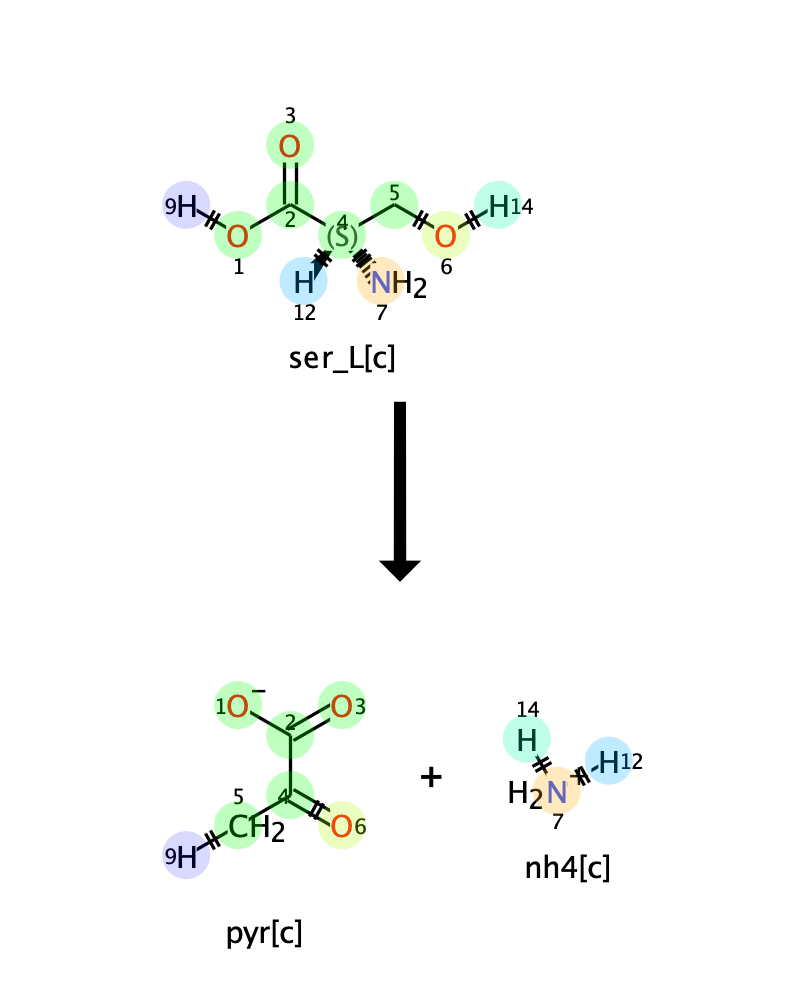 3
O
9H
5
H14
2
4
O
(S)
O
1
6
H
NH2
12
7
ser_L[c]
1O−
O3
2
14
H
H12
+
5
4
H2N+
CH2
O6
7
9H
nh4[c]
pyr[c]